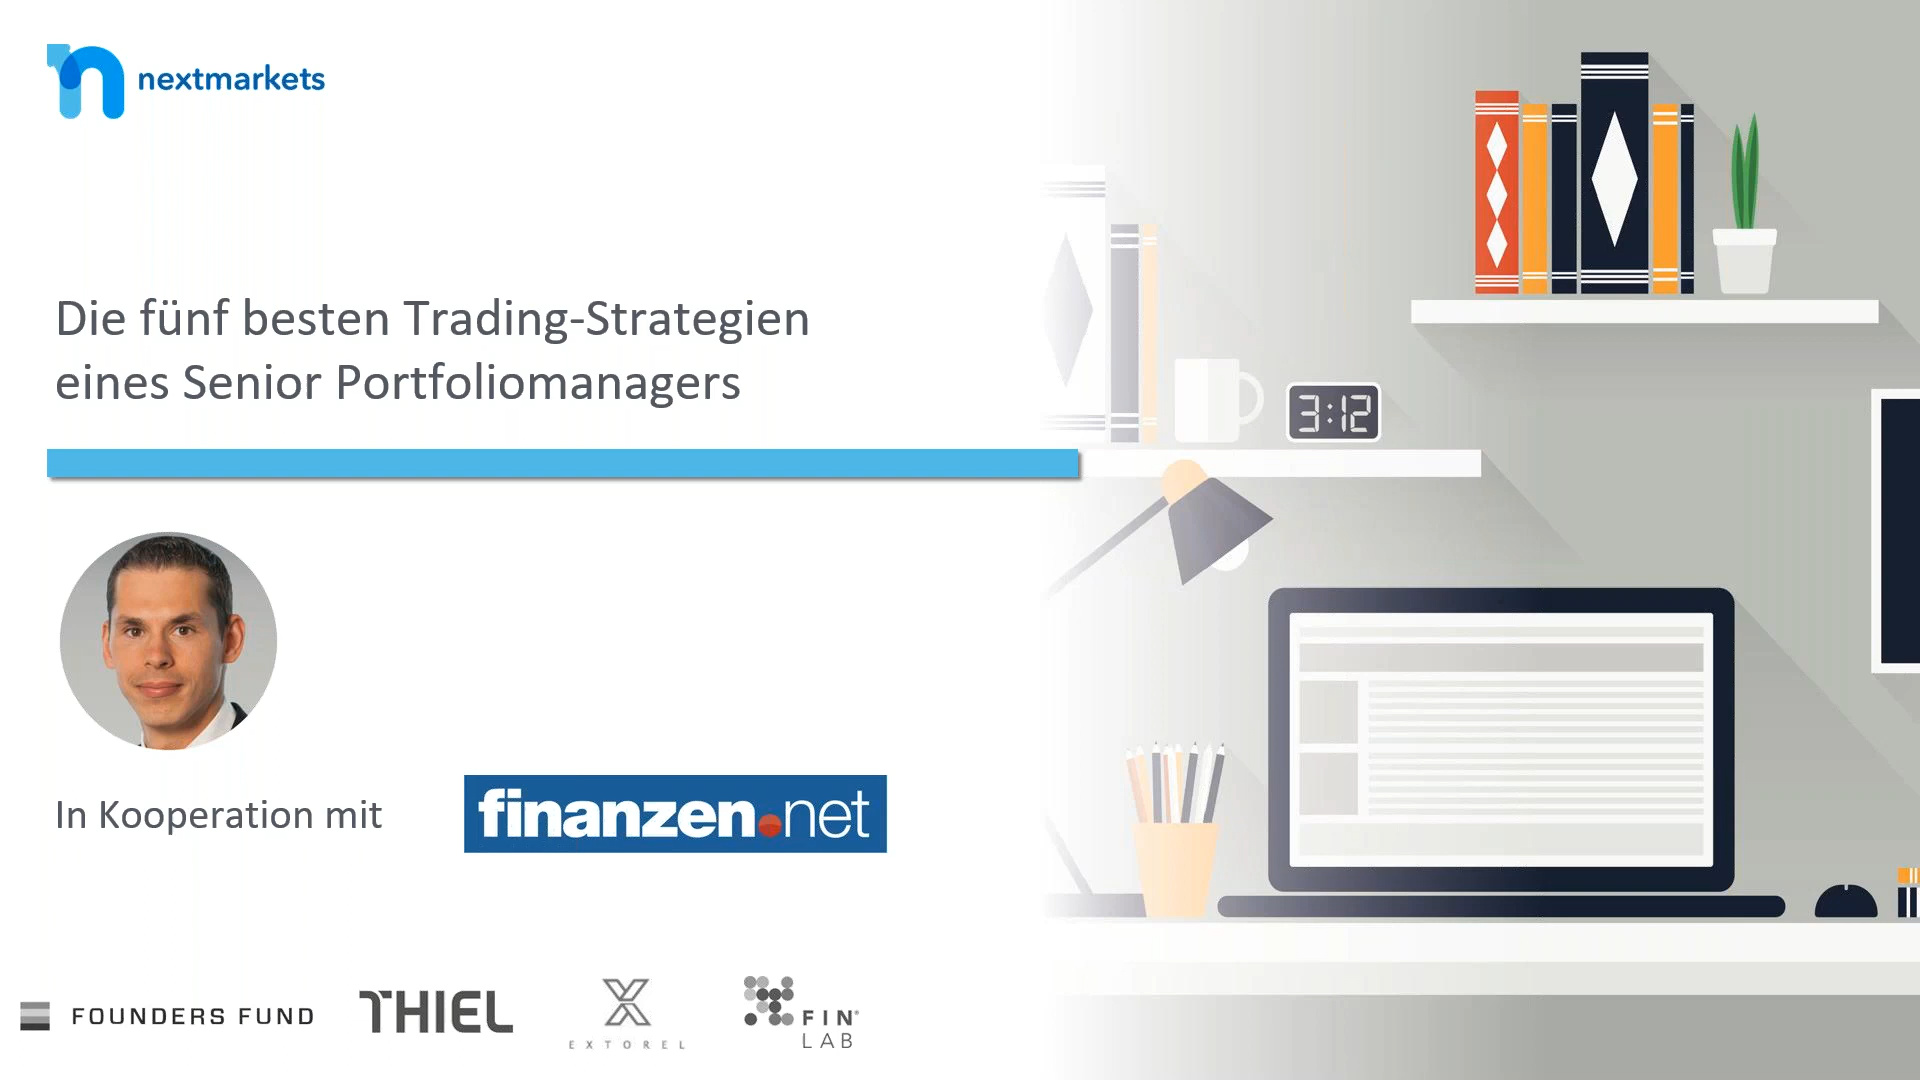 nextmarkets
Die fünf besten Trading-Strategien
eines Senior Portfoliomanagers
3:12
In Kooperation mit
finanzen.net
FOUNDERS FUND
THIEL
EXTOREL
FIN®
LAB